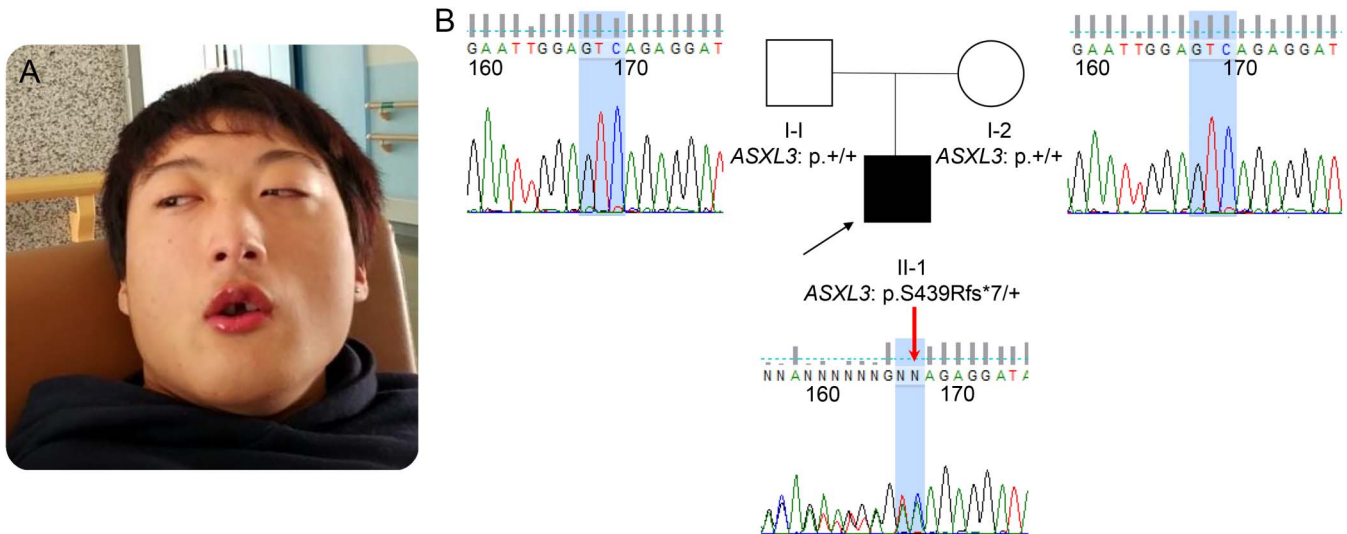 A
B
GAATTGGAGTCAGAGGAT
160 170
GAATTGGAGTCAGAGGAT
160 170
I-I
ASXL3: p.+/+
I-2
ASXL3: p.+/+
II-1
ASXL3: p.S439Rfs*7/+
NNANNNNNNGNNAGAGGATA
160 170